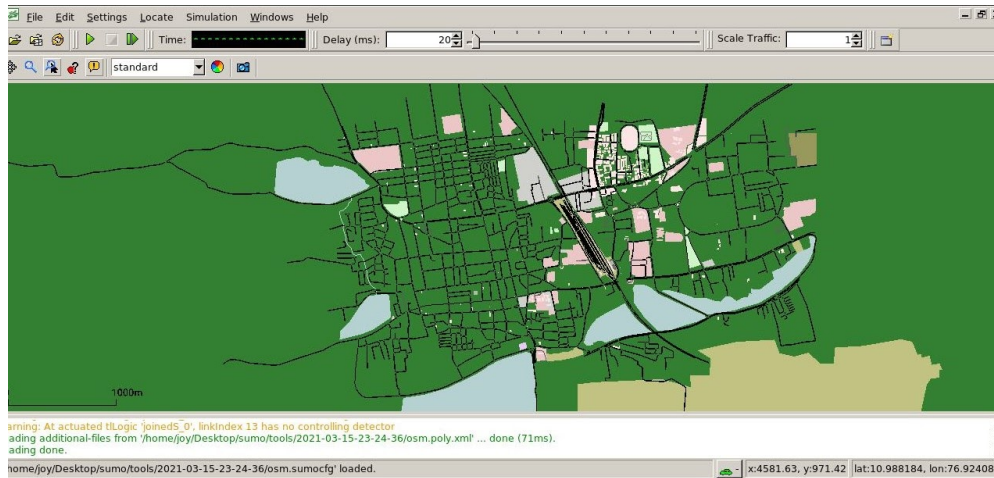 File Edit Settings Locate Simulation Windows Help
Time: Delay (ms): 20 Scale Traffic: 1
standard
1000m
arning: At actuated tlLogic 'joinedS_0', linkIndex 13 has no controlling detector
ading additional-files from '/home/joy/Desktop/sumo/tools/2021-03-15-23-24-36/osm.poly.xml' ... done (71ms).
ading done.
home/joy/Desktop/sumo/tools/2021-03-15-23-24-36/osm.sumocfg' loaded. x:4581.63, y:971.42 lat:10.988184, lon:76.92408